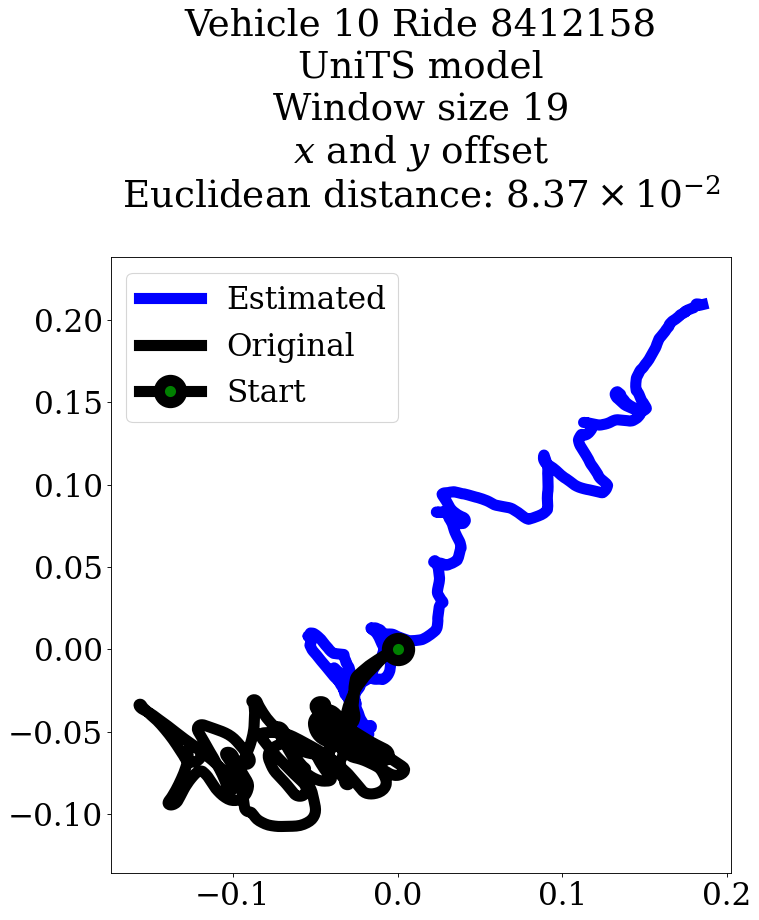 Vehicle 10 Ride 8412158
UniTS model
Window size 19
x and y offset
Euclidean distance: 8.37 × 10⁻²
Estimated
Original
Start
0.20
0.15
0.10
0.05
0.00
−0.05
−0.10
−0.1 0.0 0.1 0.2